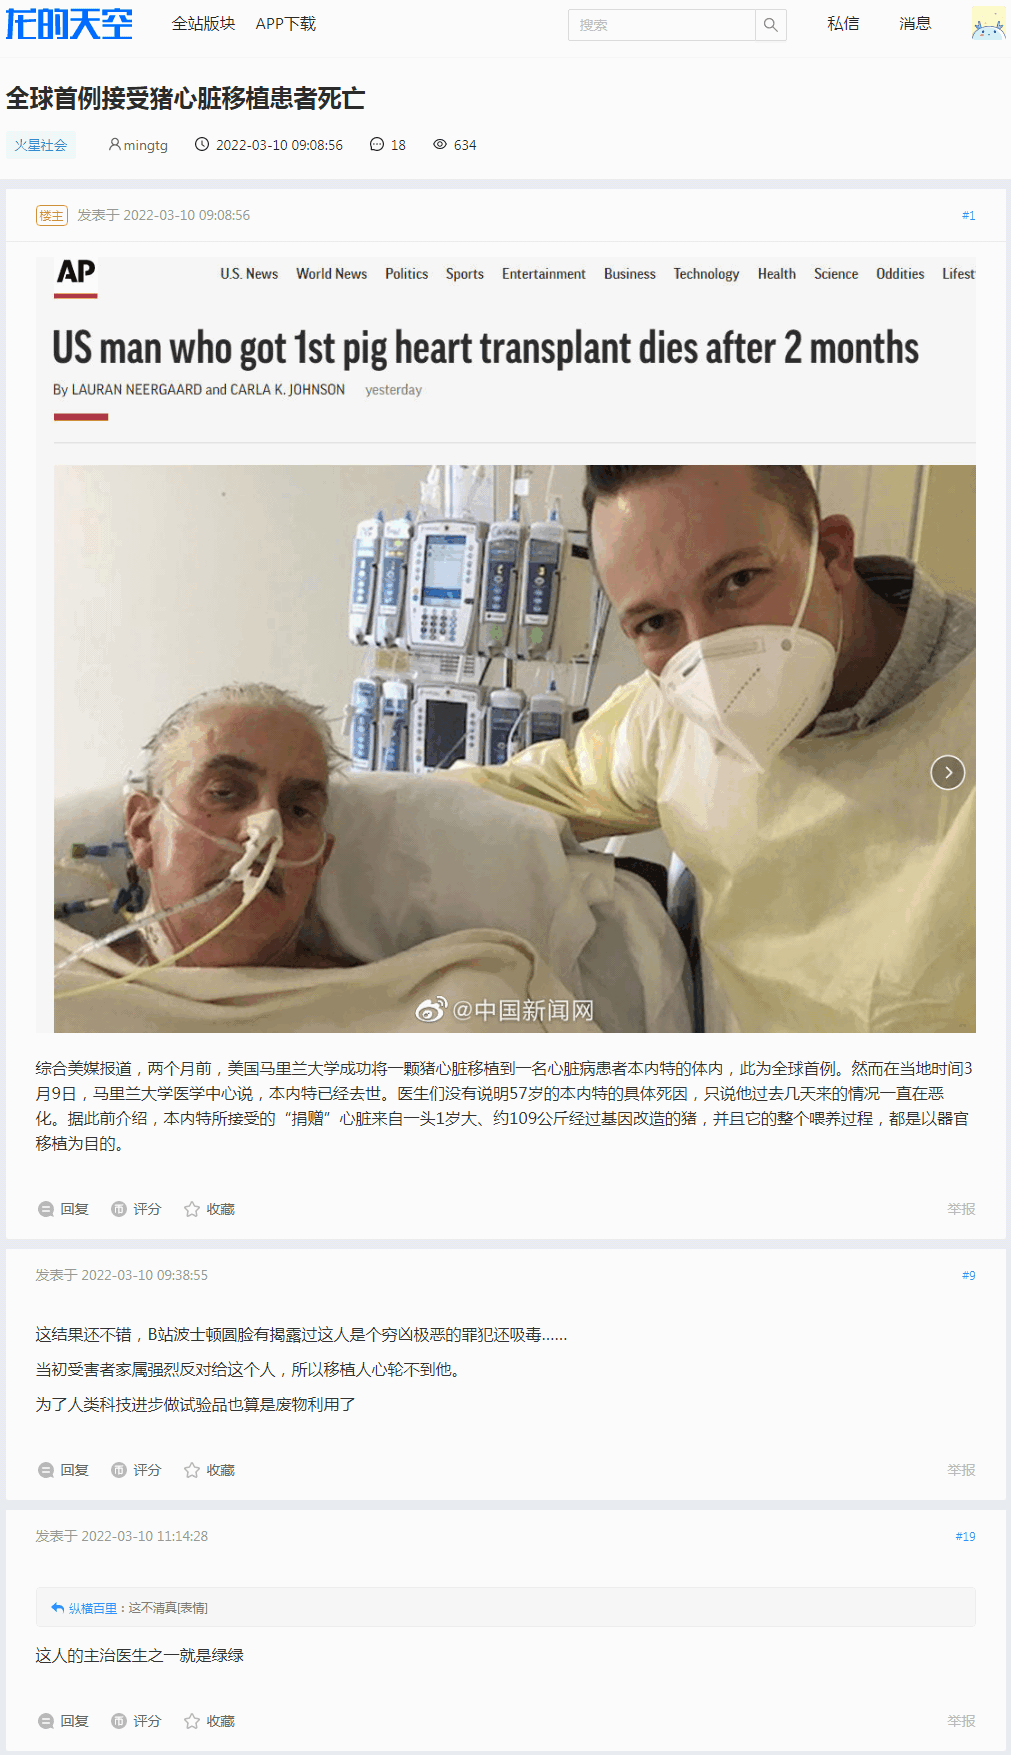 龙的天空
全站版块 APP下载 搜索 私信 消息
全球首例接受猪心脏移植患者死亡
火星社会 mingtg 2022-03-10 09:08:56 18 634
楼主 发表于 2022-03-10 09:08:56 #1
AP U.S. News World News Politics Sports Entertainment Business Technology Health Science Oddities Lifest
US man who got 1st pig heart transplant dies after 2 months
By LAURAN NEERGAARD and CARLA K. JOHNSON yesterday
@中国新闻网
综合美媒报道，两个月前，美国马里兰大学成功将一颗猪心脏移植到一名心脏病患者本内特的体内，此为全球首例。然而在当地时间3
月9日，马里兰大学医学中心说，本内特已经去世。医生们没有说明57岁的本内特的具体死因，只说他过去几天来的情况一直在恶
化。据此前介绍，本内特所接受的“捐赠”心脏来自一头1岁大、约109公斤经过基因改造的猪，并且它的整个喂养过程，都是以器官
移植为目的。
回复 评分 收藏 举报
发表于 2022-03-10 09:38:55 #9
这结果还不错，B站波士顿圆脸有揭露过这人是个穷凶极恶的罪犯还吸毒……
当初受害者家属强烈反对给这个人，所以移植人心轮不到他。
为了人类科技进步做试验品也算是废物利用了
回复 评分 收藏 举报
发表于 2022-03-10 11:14:28 #19
纵横百里：这不清真[表情]
这人的主治医生之一就是绿绿
回复 评分 收藏 举报